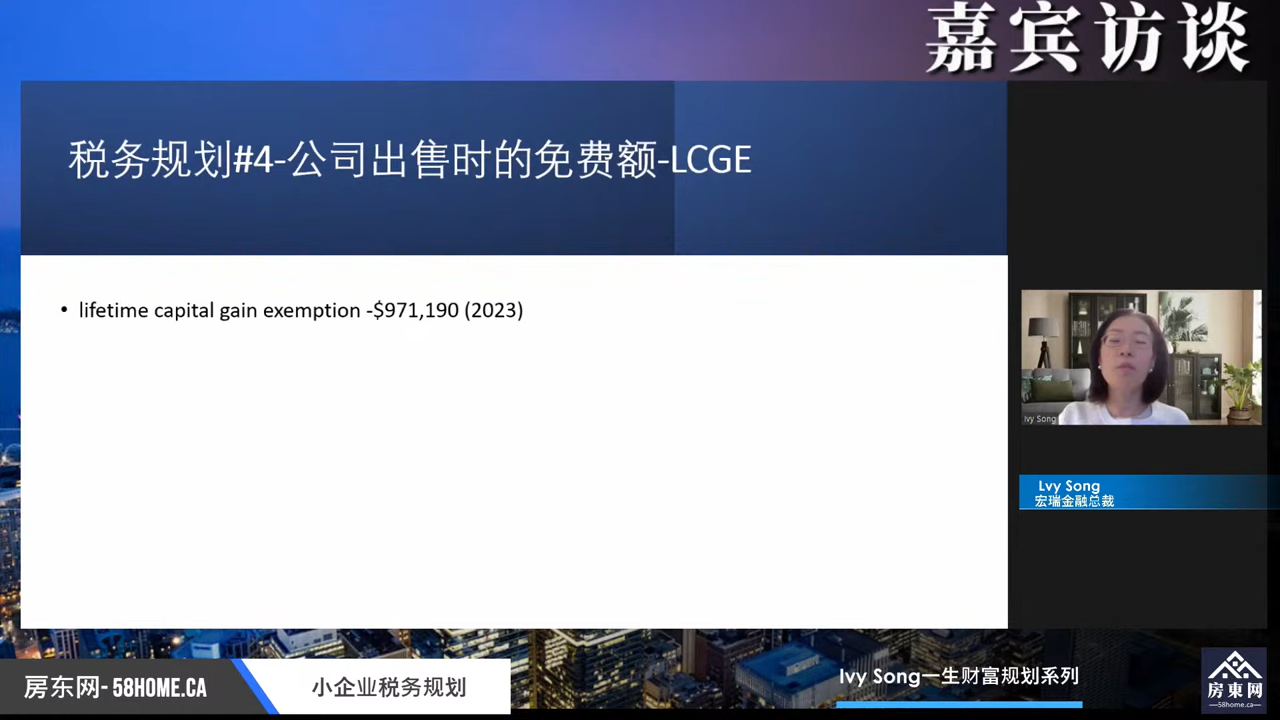 嘉宾访谈
税务规划#4-公司出售时的免费额-LCGE
• lifetime capital gain exemption -$971,190 (2023)
Ivy Song
Lvy Song
宏瑞金融总裁
房东网- 58HOME.CA
小企业税务规划
Ivy Song一生财富规划系列
房東网
—58home.ca—